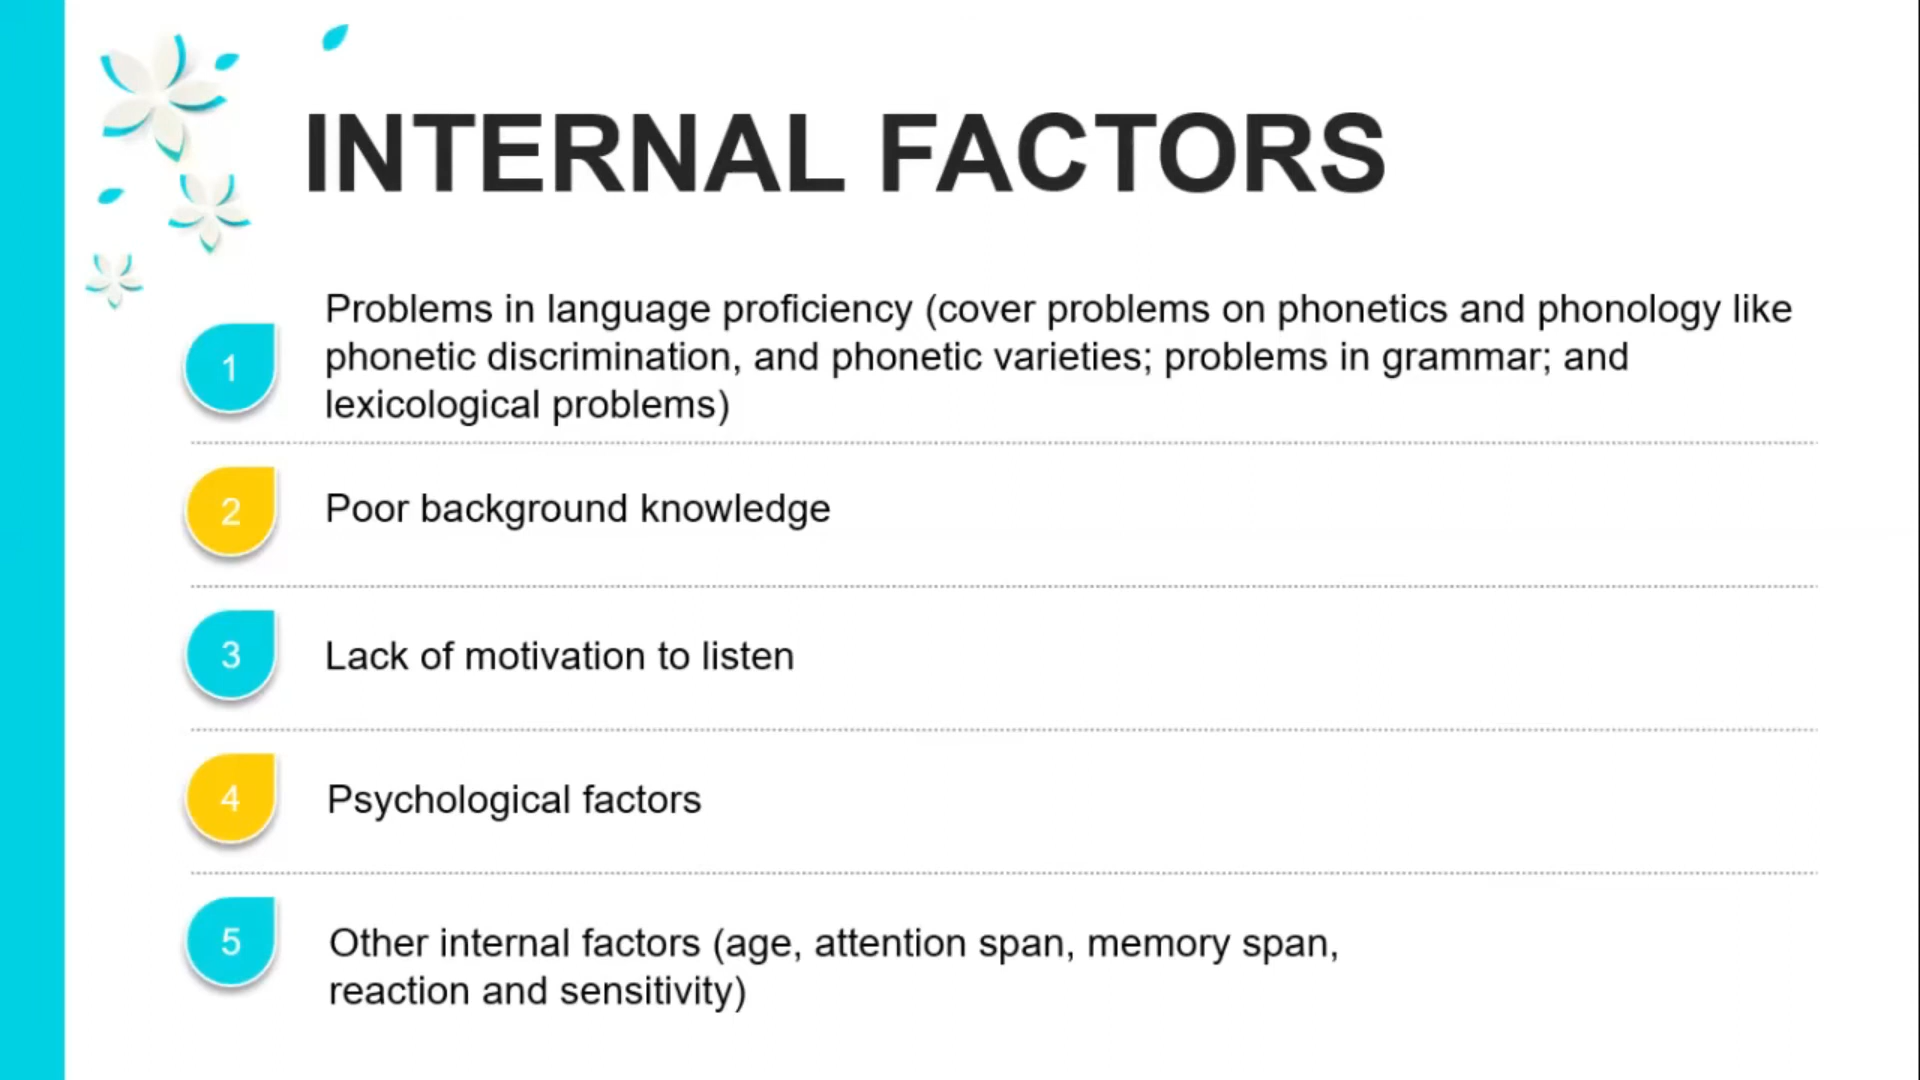 INTERNAL FACTORS
1
Problems in language proficiency (cover problems on phonetics and phonology like
phonetic discrimination, and phonetic varieties; problems in grammar; and
lexicological problems)
2
Poor background knowledge
3
Lack of motivation to listen
4
Psychological factors
5
Other internal factors (age, attention span, memory span,
reaction and sensitivity)